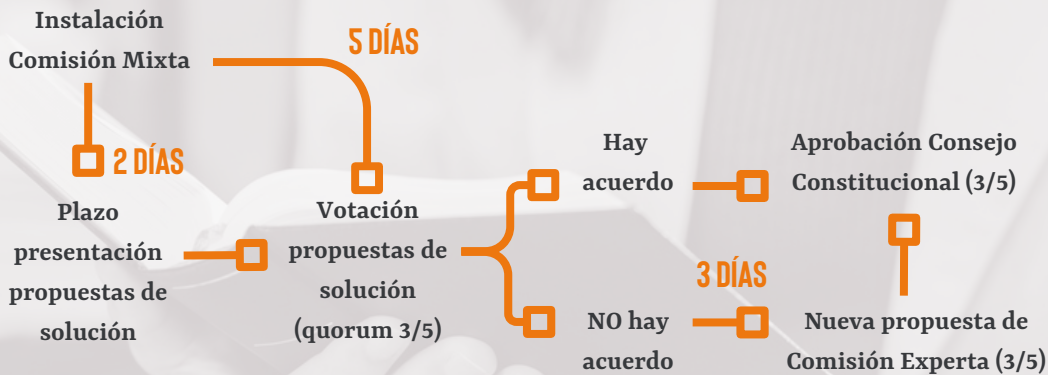 Instalación
Comisión Mixta
5 DÍAS
2 DÍAS
Plazo
presentación
propuestas de
solución
Votación
propuestas de
solución
(quorum 3/5)
Hay
acuerdo
Aprobación Consejo
Constitucional (3/5)
NO hay
acuerdo
3 DÍAS
Nueva propuesta de
Comisión Experta (3/5)